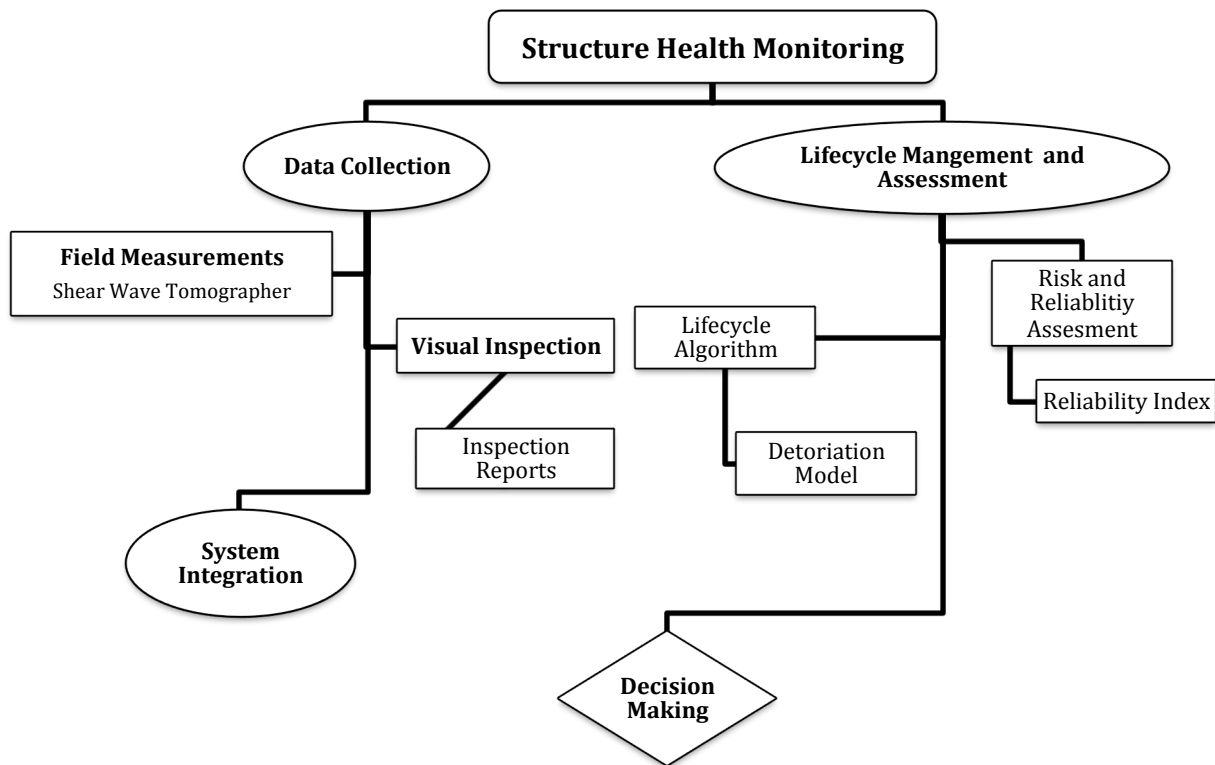 Structure Health Monitoring
Data Collection
Lifecycle Mangement and
Assessment
Field Measurements
Shear Wave Tomographer
Risk and
Reliablitiy
Assesment
Visual Inspection
Lifecycle
Algorithm
Reliability Index
Inspection
Reports
Detoriation
Model
System
Integration
Decision
Making